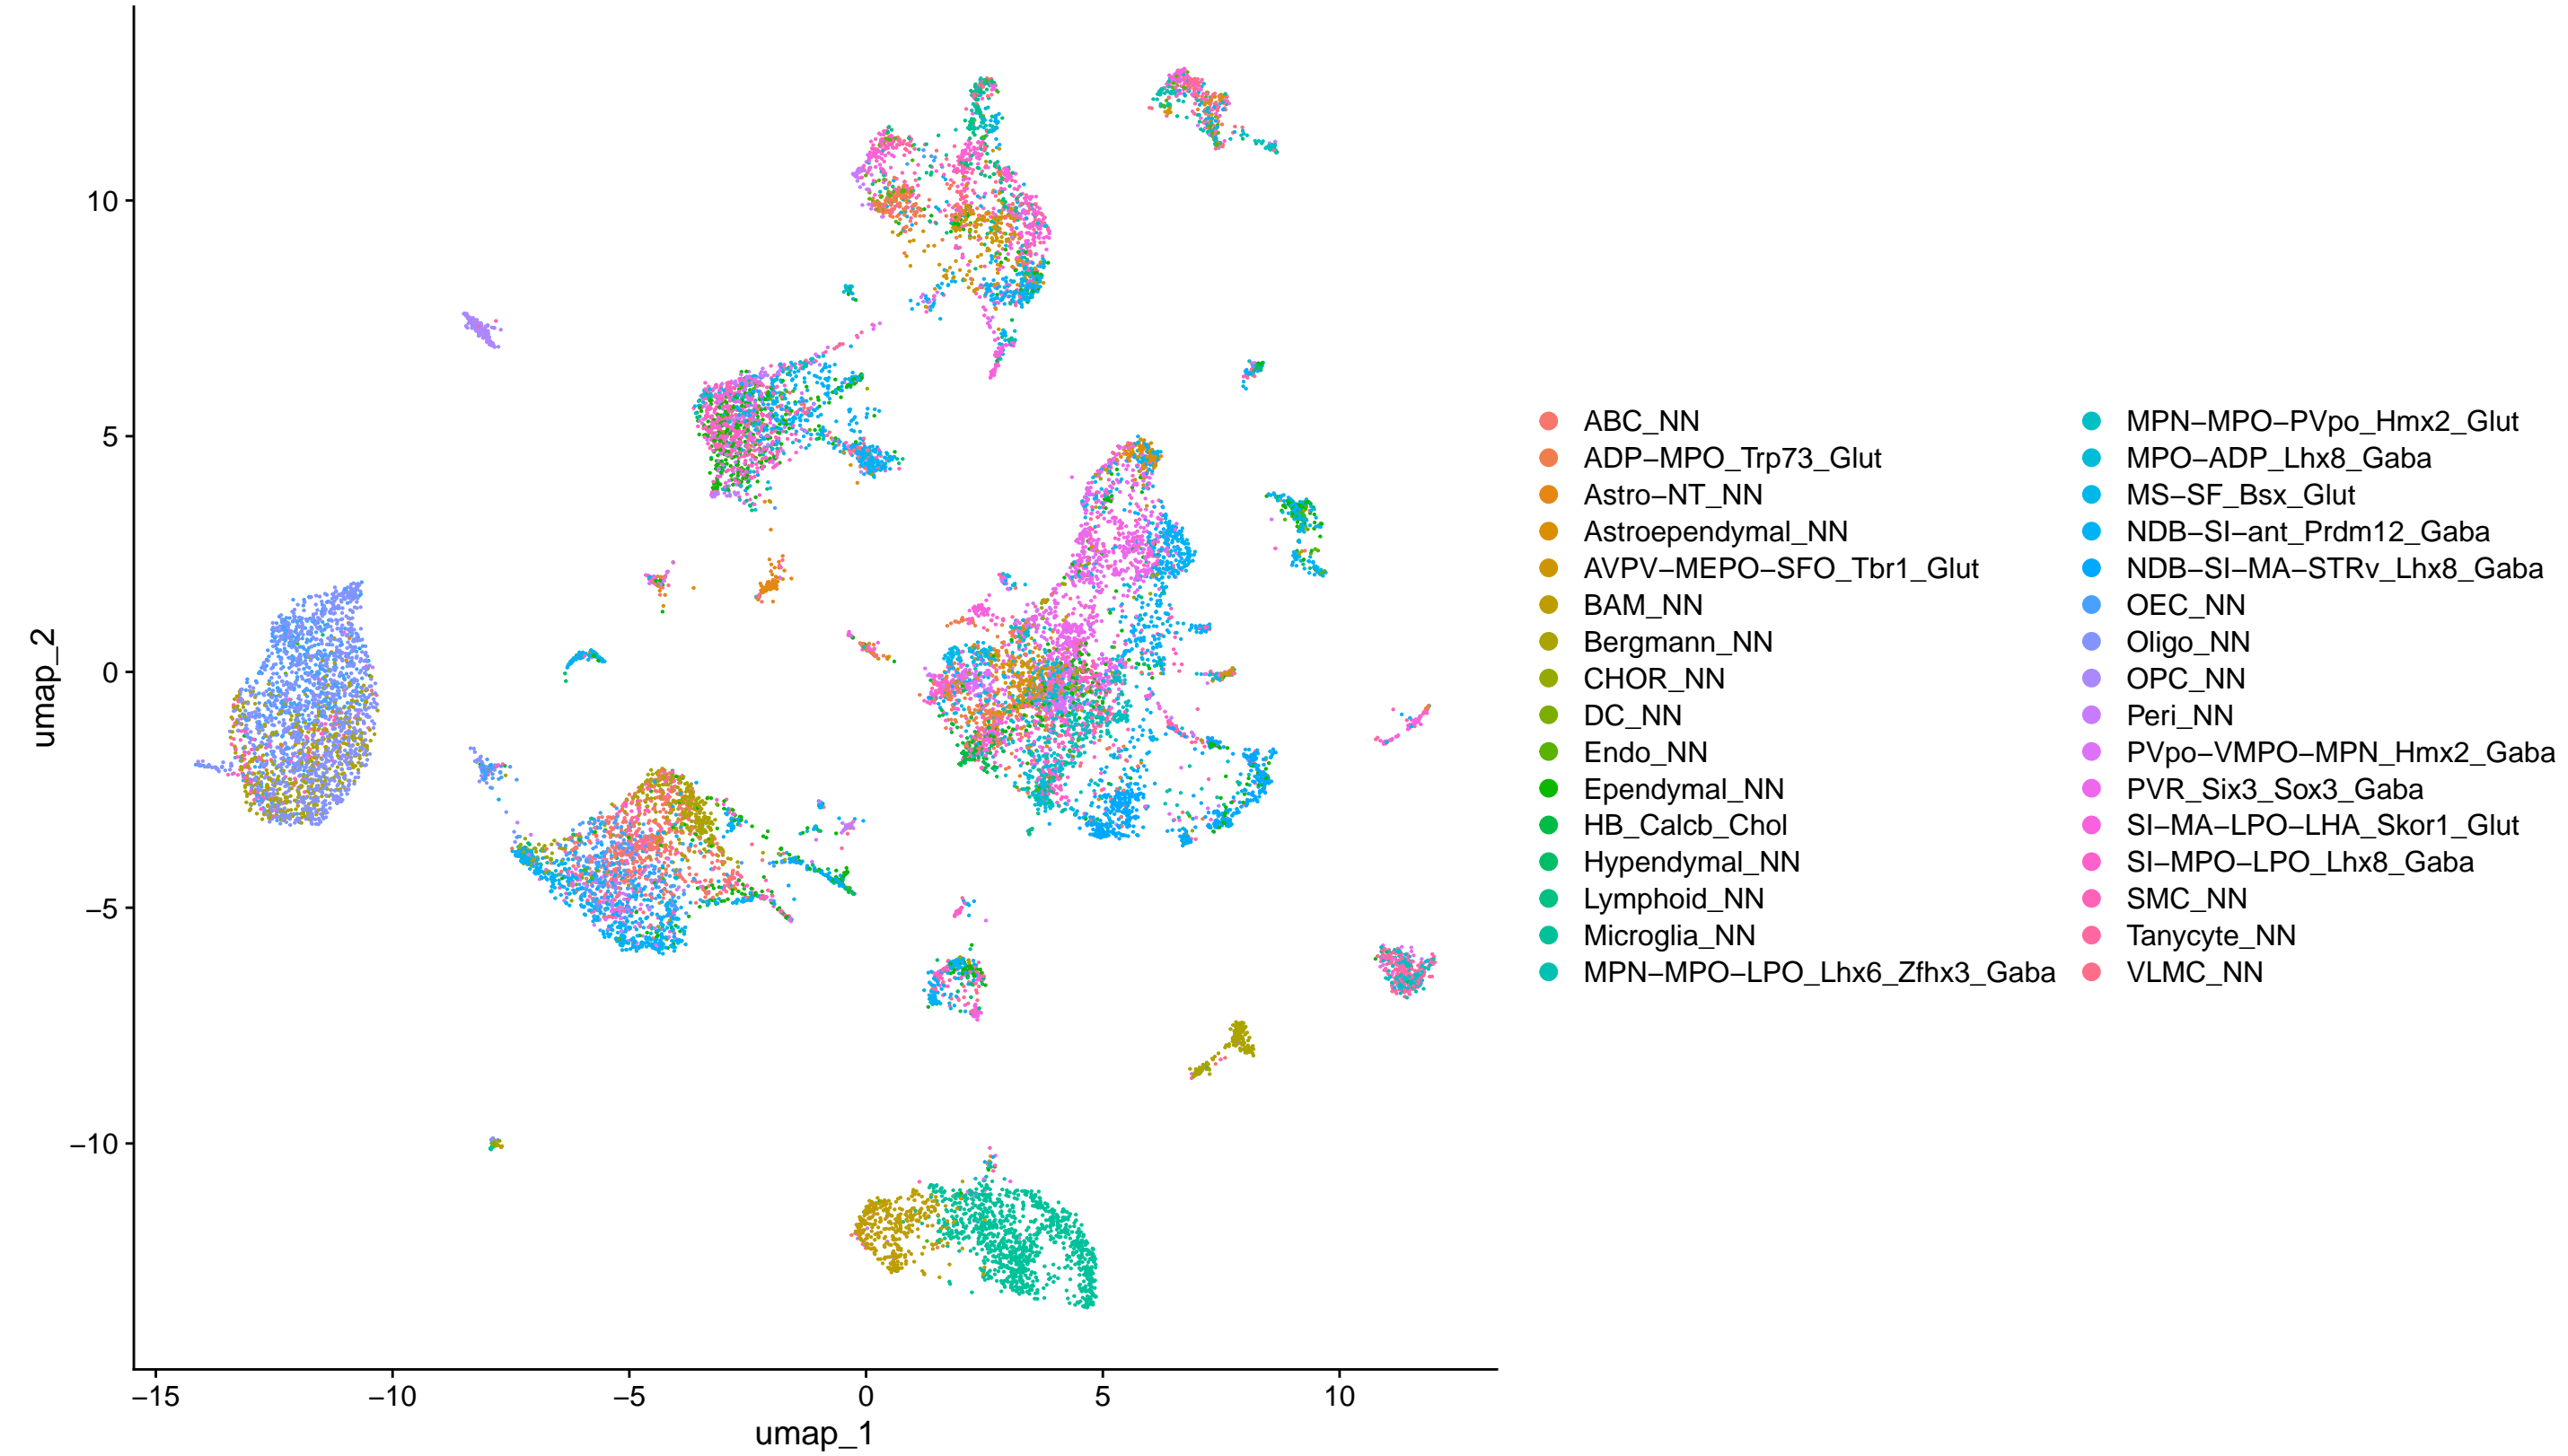 umap_2
10
5
0
−5
−10
−15
−10
−5
0
5
10
umap_1
ABC_NN
ADP−MPO_Trp73_Glut
Astro−NT_NN
Astroependymal_NN
AVPV−MEPO−SFO_Tbr1_Glut
BAM_NN
Bergmann_NN
CHOR_NN
DC_NN
Endo_NN
Ependymal_NN
HB_Calcb_Chol
Hypendymal_NN
Lymphoid_NN
Microglia_NN
MPN−MPO−LPO_Lhx6_Zfhx3_Gaba
MPN−MPO−PVpo_Hmx2_Glut
MPO−ADP_Lhx8_Gaba
MS−SF_Bsx_Glut
NDB−SI−ant_Prdm12_Gaba
NDB−SI−MA−STRv_Lhx8_Gaba
OEC_NN
Oligo_NN
OPC_NN
Peri_NN
PVpo−VMPO−MPN_Hmx2_Gaba
PVR_Six3_Sox3_Gaba
SI−MA−LPO−LHA_Skor1_Glut
SI−MPO−LPO_Lhx8_Gaba
SMC_NN
Tanycyte_NN
VLMC_NN